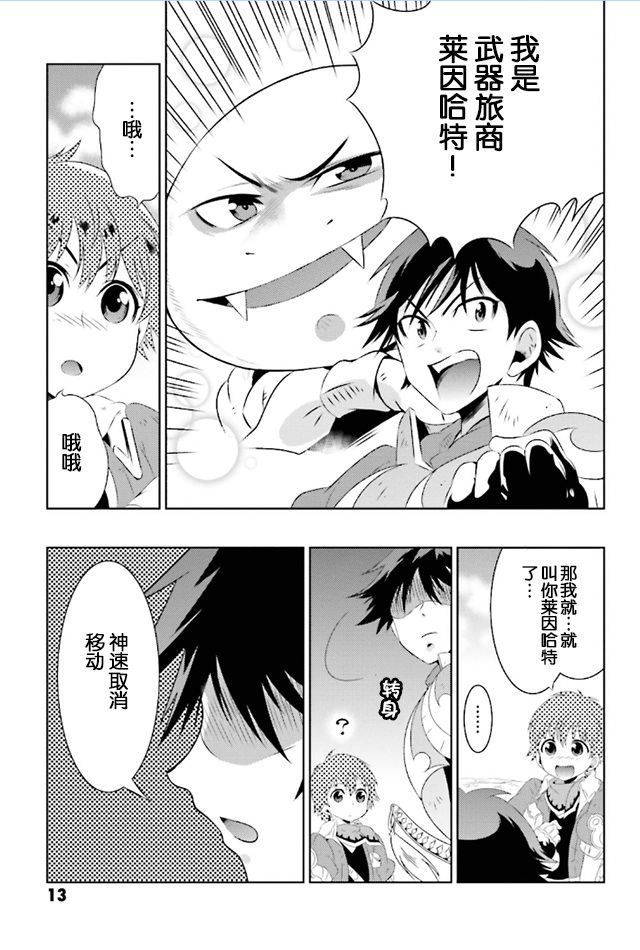 我是
武器旅商
莱因哈特！
…哦…
哦
哦
那我就…就
叫你莱因哈特
了…
……
转身
？
神速取消
移动
13